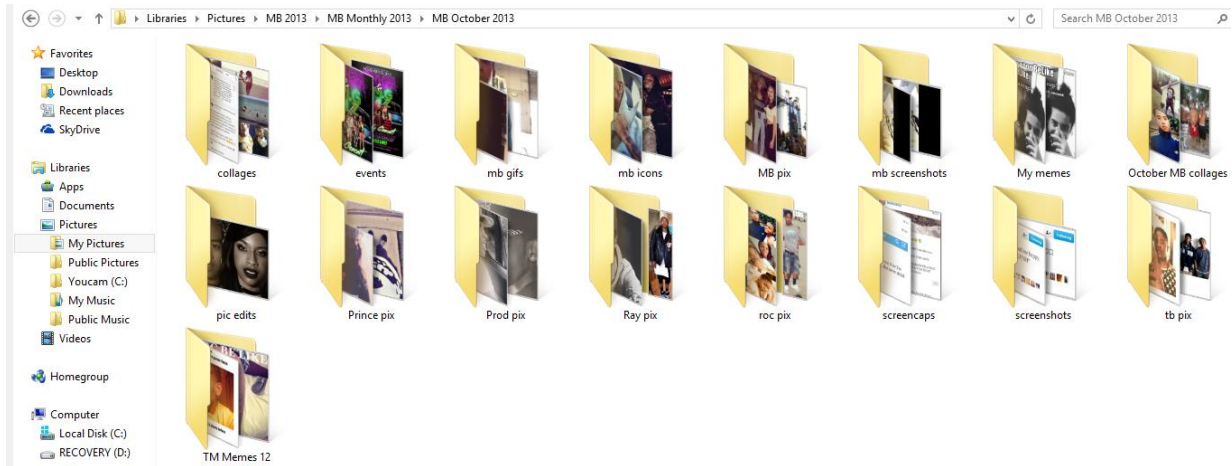 Libraries ▸ Pictures ▸ MB 2013 ▸ MB Monthly 2013 ▸ MB October 2013
Search MB October 2013
Favorites
Desktop
Downloads
Recent places
SkyDrive
Libraries
Apps
Documents
Pictures
My Pictures
Public Pictures
Youcam (C:)
My Music
Public Music
Videos
Homegroup
Computer
Local Disk (C:)
RECOVERY (D:)
collages
events
mb gifs
mb icons
MB pix
mb screenshots
My memes
October MB collages
pic edits
Prince pix
Prod pix
Ray pix
roc pix
screencaps
screenshots
tb pix
TM Memes 12